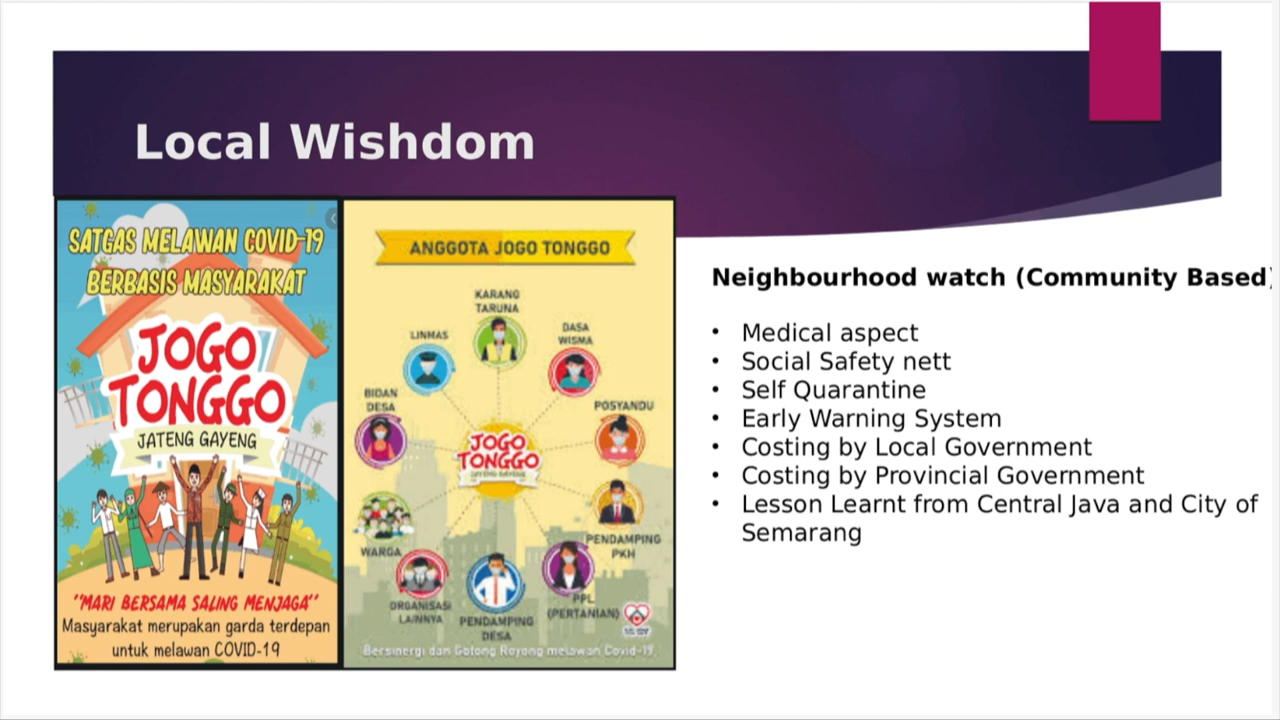 Local Wishdom
SATGAS MELAWAN COVID-19
BERBASIS MASYARAKAT
JOGO
TONGGO
JATENG GAYENG
"MARI BERSAMA SALING MENJAGA"
Masyarakat merupakan garda terdepan
untuk melawan COVID-19
ANGGOTA JOGO TONGGO
KARANG
TARUNA
LINMAS
DASA
WISMA
BIDAN
DESA
POSYANDU
JOGO
TONGGO
JATENG GAYENG
WARGA
PENDAMPING
PKH
ORGANISASI
LAINNYA
PENDAMPING
DESA
PPL
(PERTANIAN)
Bersinergi dan Gotong Royong melawan Covid-19.
Neighbourhood watch (Community Based)
• Medical aspect
• Social Safety nett
• Self Quarantine
• Early Warning System
• Costing by Local Government
• Costing by Provincial Government
• Lesson Learnt from Central Java and City of
Semarang